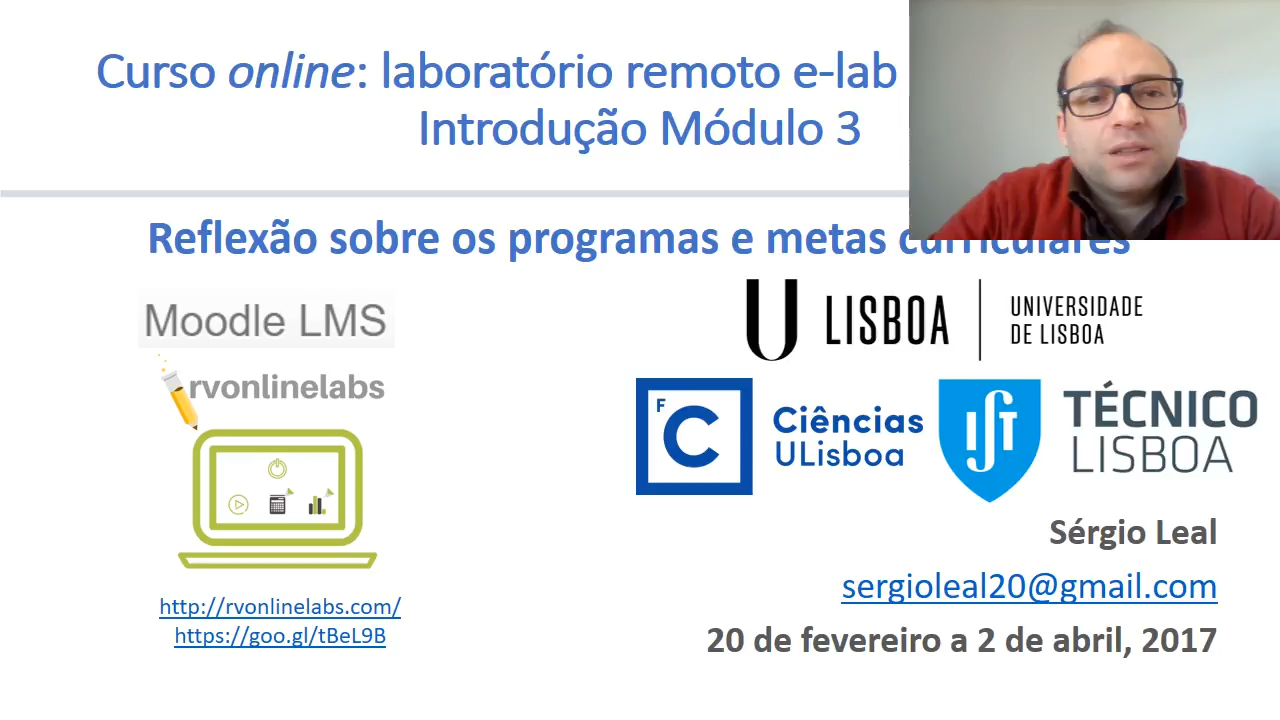 Curso online: laboratório remoto e-lab
Introdução Módulo 3
Reflexão sobre os programas e metas curriculares
Moodle LMS
rvonlinelabs
http://rvonlinelabs.com/
https://goo.gl/tBeL9B
U LISBOA
UNIVERSIDADE
DE LISBOA
F
C
Ciências
ULisboa
IST
TÉCNICO
LISBOA
Sérgio Leal
sergioleal20@gmail.com
20 de fevereiro a 2 de abril, 2017